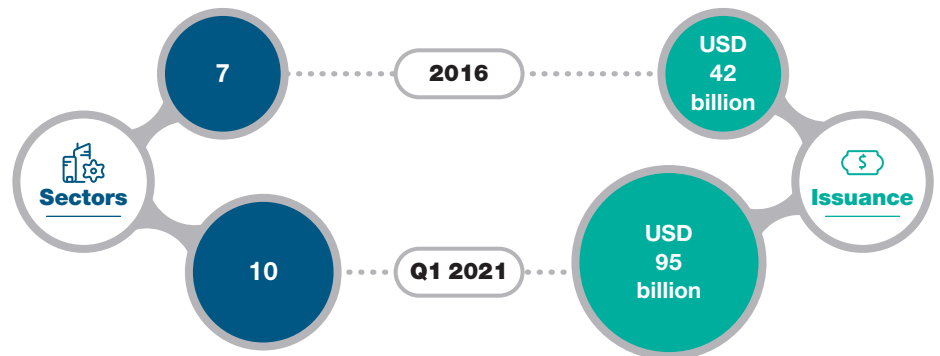 7
2016
USD
42
billion
Sectors
$
Issuance
10
Q1 2021
USD
95
billion